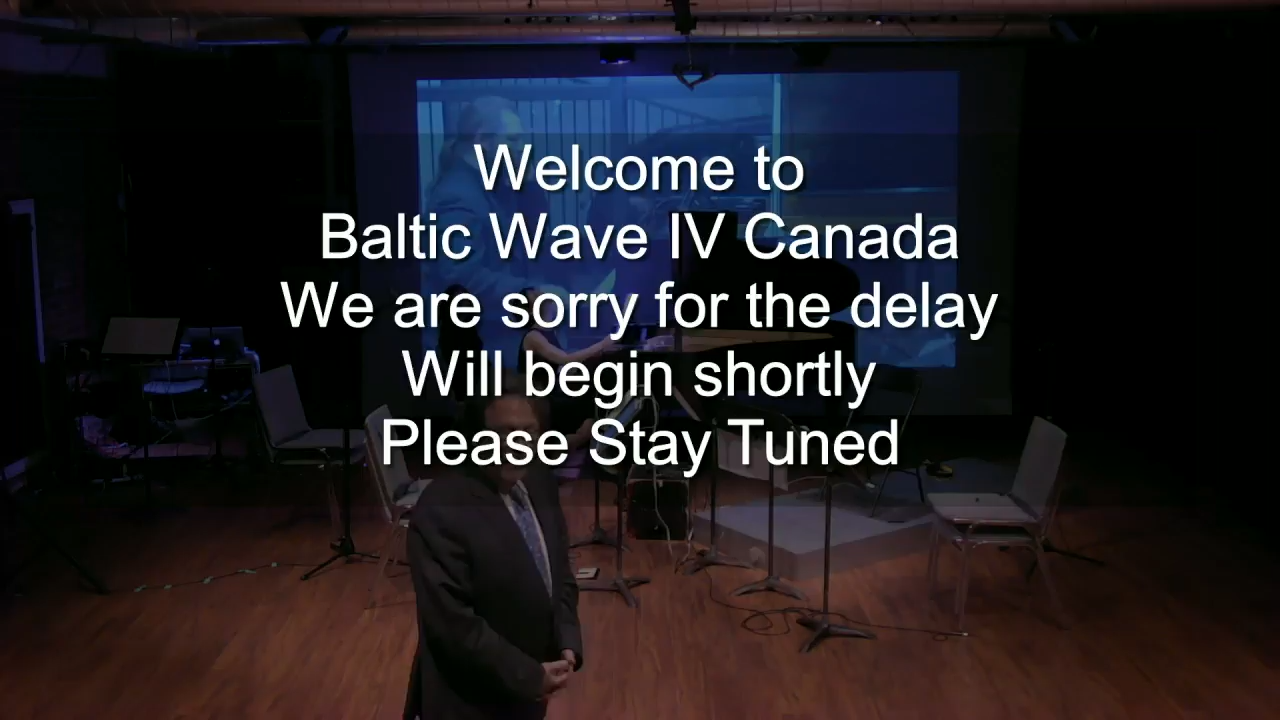 Welcome to
Baltic Wave IV Canada
We are sorry for the delay
Will begin shortly
Please Stay Tuned